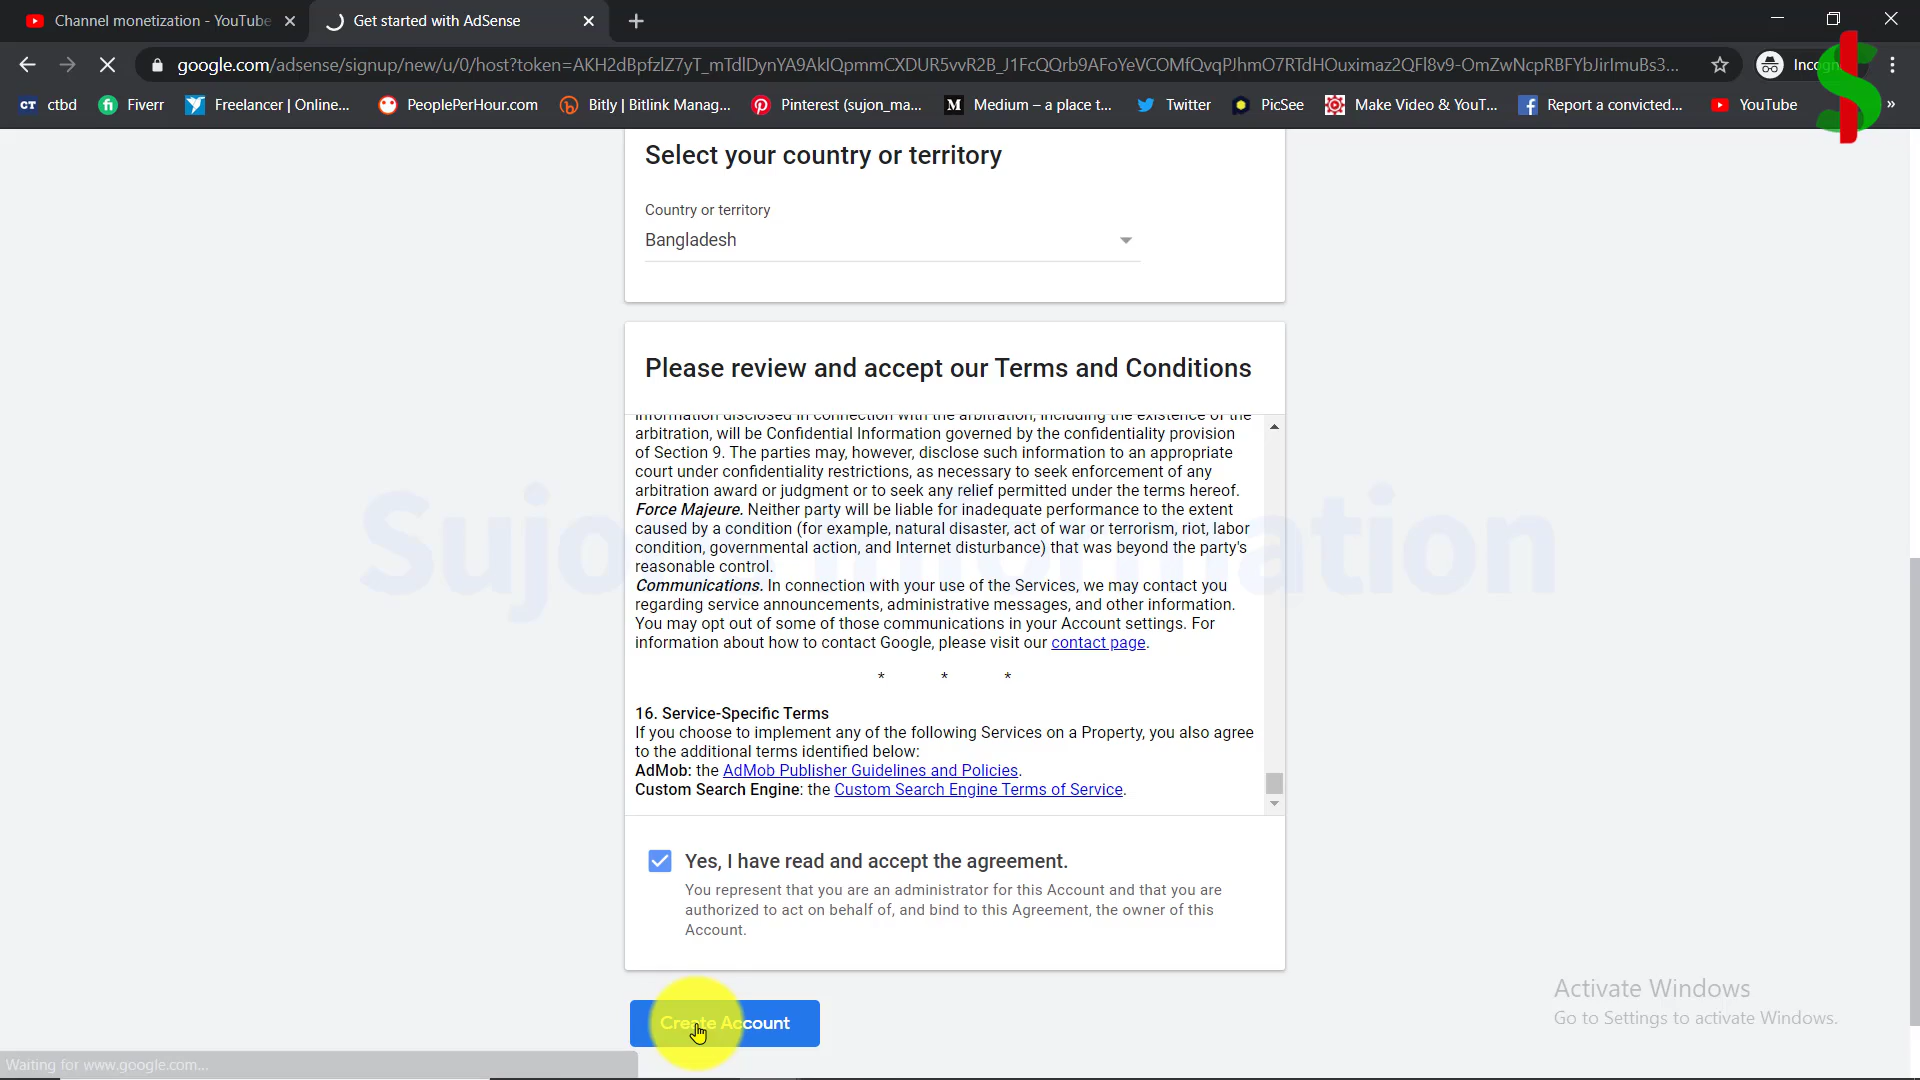 Channel monetization - YouTube
Get started with AdSense
google.com/adsense/signup/new/u/0/host?token=
ctbd
Fiverr
Freelancer | Online...
PeoplePerHour.com
Bitly | Bitlink Manag...
Pinterest (sujon_ma...
Medium – a place t...
Twitter
PicSee
Make Video & YouT...
Report a convicted...
YouTube
»
Select your country or territory
Country or territory
Bangladesh
Please review and accept our Terms and Conditions
information disclosed in connection with the arbitration, including the existence of the
arbitration, will be Confidential Information governed by the confidentiality provision
of Section 9. The parties may, however, disclose such information to an appropriate
court under confidentiality restrictions, as necessary to seek enforcement of any
arbitration award or judgment or to seek any relief permitted under the terms hereof.
Force Majeure. Neither party will be liable for inadequate performance to the extent
caused by a condition (for example, natural disaster, act of war or terrorism, riot, labor
condition, governmental action, and Internet disturbance) that was beyond the party's
reasonable control.
Communications. In connection with your use of the Services, we may contact you
regarding service announcements, administrative messages, and other information.
You may opt out of some of those communications in your Account settings. For
information about how to contact Google, please visit our contact page.
* * *
16. Service-Specific Terms
If you choose to implement any of the following Services on a Property, you also agree
to the additional terms identified below:
AdMob: the AdMob Publisher Guidelines and Policies.
Custom Search Engine: the Custom Search Engine Terms of Service.
Yes, I have read and accept the agreement.
You represent that you are an administrator for this Account and that you are
authorized to act on behalf of, and bind to this Agreement, the owner of this
Account.
Create Account
Activate Windows
Go to Settings to activate Windows.
Waiting for www.google.com...